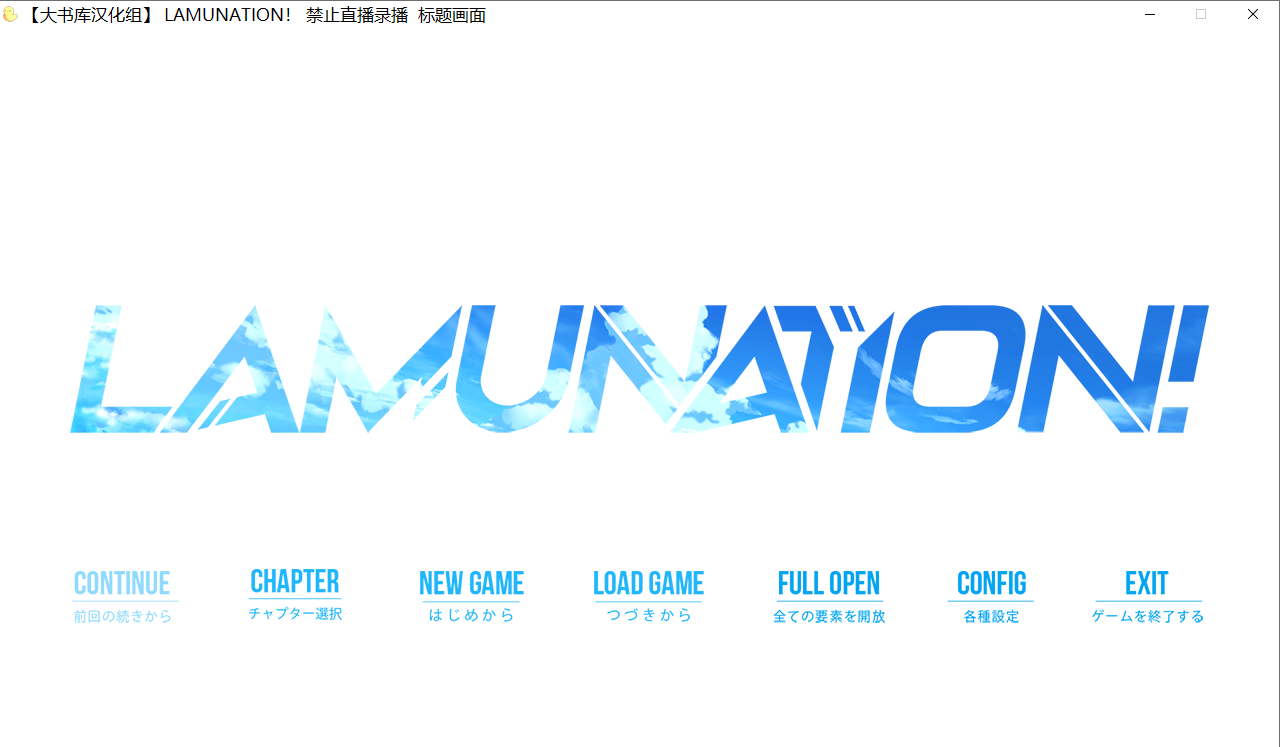 【大书库汉化组】 LAMUNATION！ 禁止直播录播 标题画面
LAMUNATION!
CONTINUE
前回の続きから
CHAPTER
チャプター選択
NEW GAME
はじめから
LOAD GAME
つづきから
FULL OPEN
全ての要素を開放
CONFIG
各種設定
EXIT
ゲームを終了する